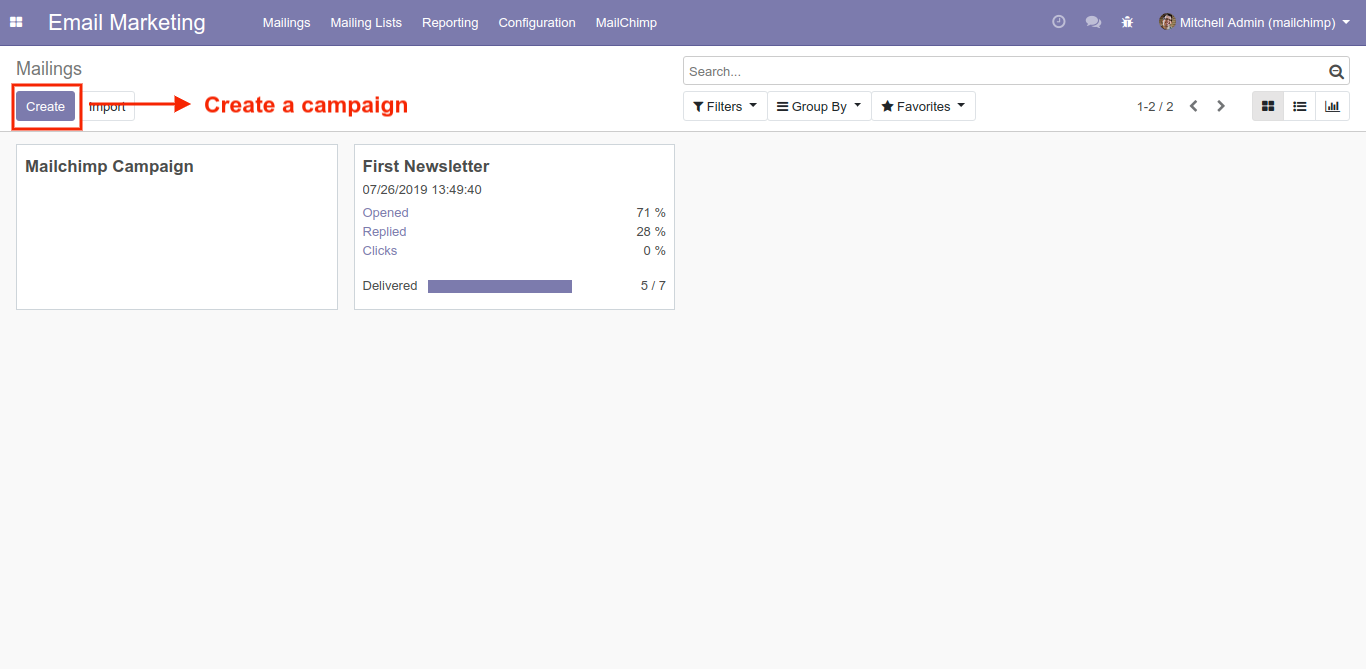 Email Marketing Mailings Mailing Lists Reporting Configuration MailChimp Mitchell Admin (mailchimp)
Mailings
Search...
Create Import Create a campaign
Filters Group By Favorites 1-2 / 2
Mailchimp Campaign
First Newsletter
07/26/2019 13:49:40
Opened 71 %
Replied 28 %
Clicks 0 %
Delivered 5 / 7